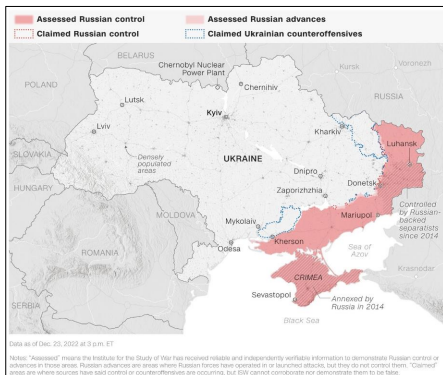 Assessed Russian control
Assessed Russian advances
Claimed Russian control
Claimed Ukrainian counteroffensives
BELARUS
Chernobyl Nuclear
Power Plant
Kursk
Voronezh
POLAND
Chernihiv
RUSSIA
Lutsk
Kyiv
Lviv
Kharkiv
Luhansk
SLOVAKIA
Densely
populated
areas
UKRAINE
HUNGARY
Dnipro
Donetsk
Zaporizhzhia
Controlled
by Russian-
backed
separatists
since 2014
MOLDOVA
Mykolaiv
Mariupol
Kherson
Odesa
Sea of
Azov
ROMANIA
CRIMEA
Krasnodar
SERBIA
Sevastopol
Annexed by
Russia in 2014
Black Sea
Data as of Dec. 23, 2022 at 3 p.m. ET
Notes: "Assessed" means the Institute for the Study of War has received reliable and independently verifiable information to demonstrate Russian control or
advances in those areas. Russian advances are areas where Russian forces have operated in or launched attacks, but they do not control them. "Claimed"
areas are where sources have said control or counteroffensives are occurring, but ISW cannot corroborate nor demonstrate them to be false.